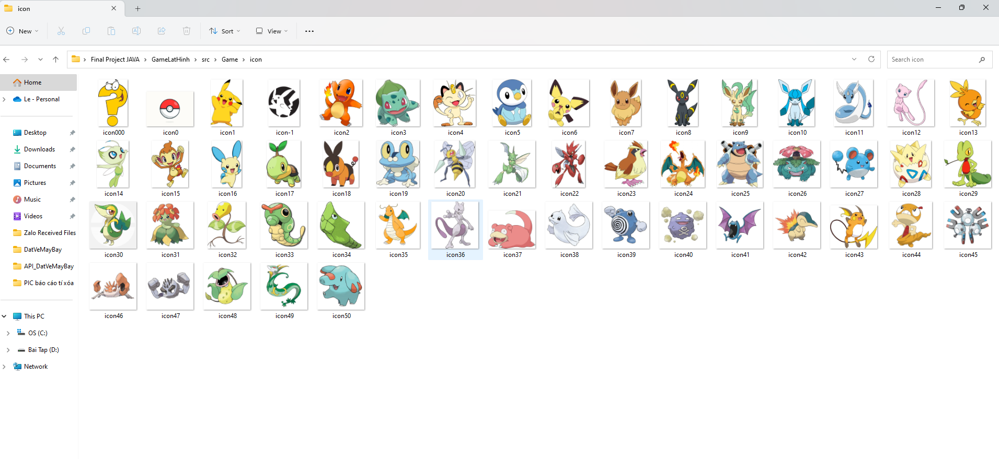 icon
New
Sort
View
Final Project JAVA > GameLatHinh > src > Game > icon
Search icon
Home
Le - Personal
Desktop
Downloads
Documents
Pictures
Music
Videos
Zalo Received Files
DatVeMayBay
API_DatVeMayBay
PIC báo cáo tí xóa
This PC
OS (C:)
Bai Tap (D:)
Network
icon000 icon0 icon1 icon-1 icon2 icon3 icon4 icon5 icon6 icon7 icon8 icon9 icon10 icon11 icon12 icon13
icon14 icon15 icon16 icon17 icon18 icon19 icon20 icon21 icon22 icon23 icon24 icon25 icon26 icon27 icon28 icon29
icon30 icon31 icon32 icon33 icon34 icon35 icon36 icon37 icon38 icon39 icon40 icon41 icon42 icon43 icon44 icon45
icon46 icon47 icon48 icon49 icon50